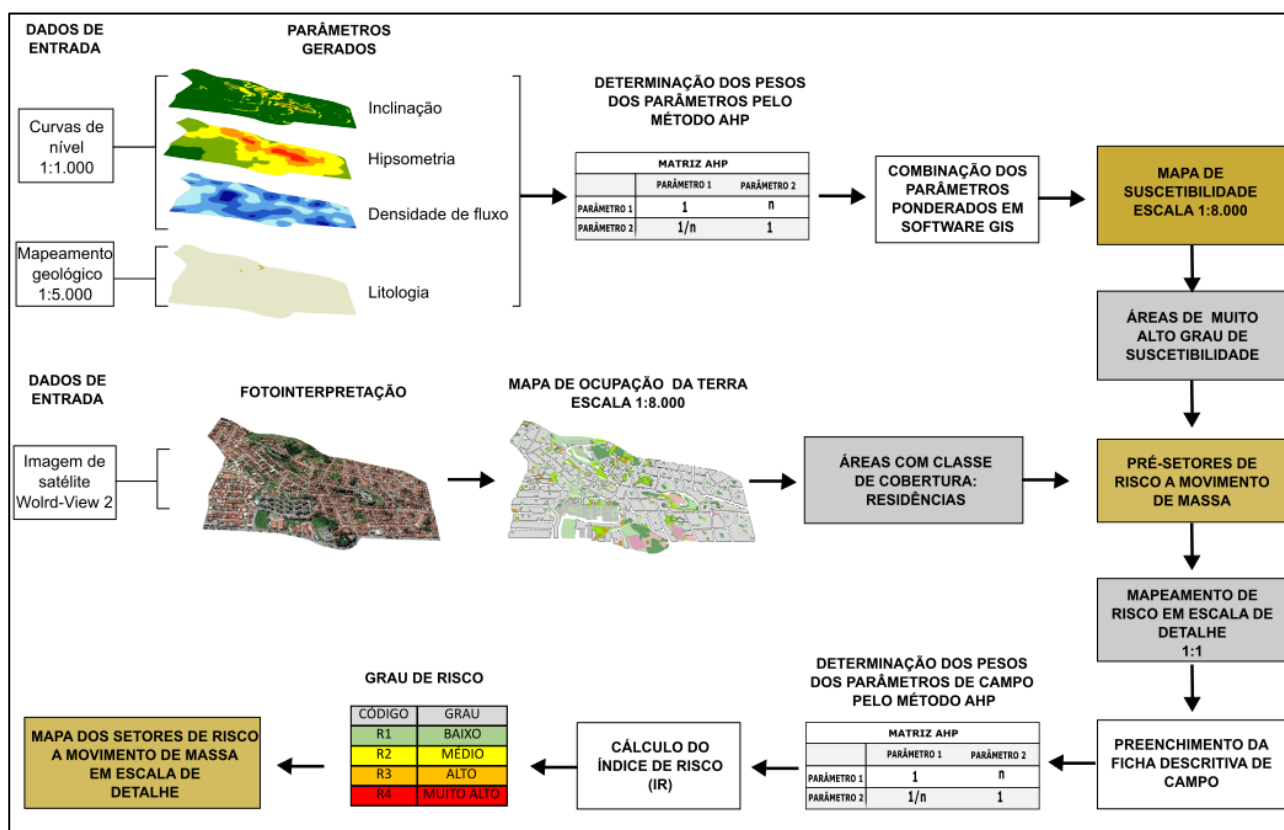 DADOS DE
ENTRADA
PARÂMETROS
GERADOS
Curvas de
nível
1:1.000
Inclinação
Hipsometria
Densidade de fluxo
Mapeamento
geológico
1:5.000
Litologia
DETERMINAÇÃO DOS PESOS
DOS PARÂMETROS PELO
MÉTODO AHP
MATRIZ AHP
PARÂMETRO 1 PARÂMETRO 2
PARÂMETRO 1 1 n
PARÂMETRO 2 1/n 1
COMBINAÇÃO DOS
PARÂMETROS
PONDERADOS EM
SOFTWARE GIS
MAPA DE
SUSCETIBILIDADE
ESCALA 1:8.000
ÁREAS DE MUITO
ALTO GRAU DE
SUSCETIBILIDADE
DADOS DE
ENTRADA
FOTOINTERPRETAÇÃO
MAPA DE OCUPAÇÃO DA TERRA
ESCALA 1:8.000
Imagem de
satélite
Wolrd-View 2
ÁREAS COM CLASSE
DE COBERTURA:
RESIDÊNCIAS
PRÉ-SETORES DE
RISCO A MOVIMENTO
DE MASSA
MAPEAMENTO DE
RISCO EM ESCALA DE
DETALHE
1:1
PREENCHIMENTO DA
FICHA DESCRITIVA DE
CAMPO
DETERMINAÇÃO DOS PESOS
DOS PARÂMETROS DE CAMPO
PELO MÉTODO AHP
MATRIZ AHP
PARÂMETRO 1 PARÂMETRO 2
PARÂMETRO 1 1 n
PARÂMETRO 2 1/n 1
CÁLCULO DO
ÍNDICE DE RISCO
(IR)
GRAU DE RISCO
CÓDIGO GRAU
R1 BAIXO
R2 MÉDIO
R3 ALTO
R4 MUITO ALTO
MAPA DOS SETORES DE RISCO
A MOVIMENTO DE MASSA
EM ESCALA DE
DETALHE